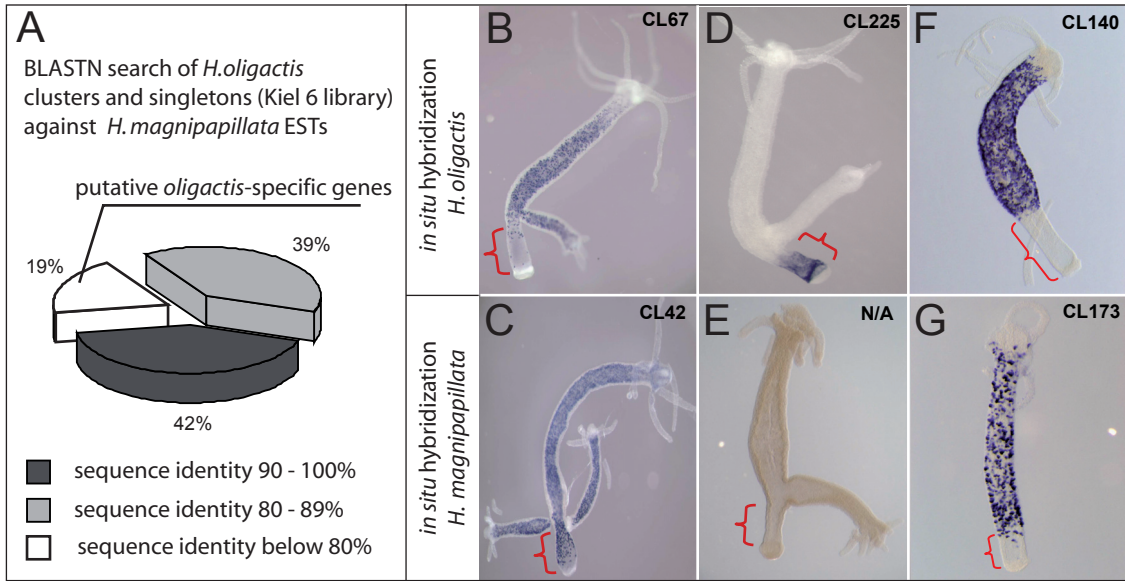 A
BLASTN search of H.oligactis
clusters and singletons (Kiel 6 library)
against H. magnipapillata ESTs
putative oligactis-specific genes
19%
39%
42%
sequence identity 90 - 100%
sequence identity 80 - 89%
sequence identity below 80%
in situ hybridization
H. oligactis
B
CL67
D
CL225
F
CL140
in situ hybridization
H. magnipapillata
C
CL42
E
N/A
G
CL173